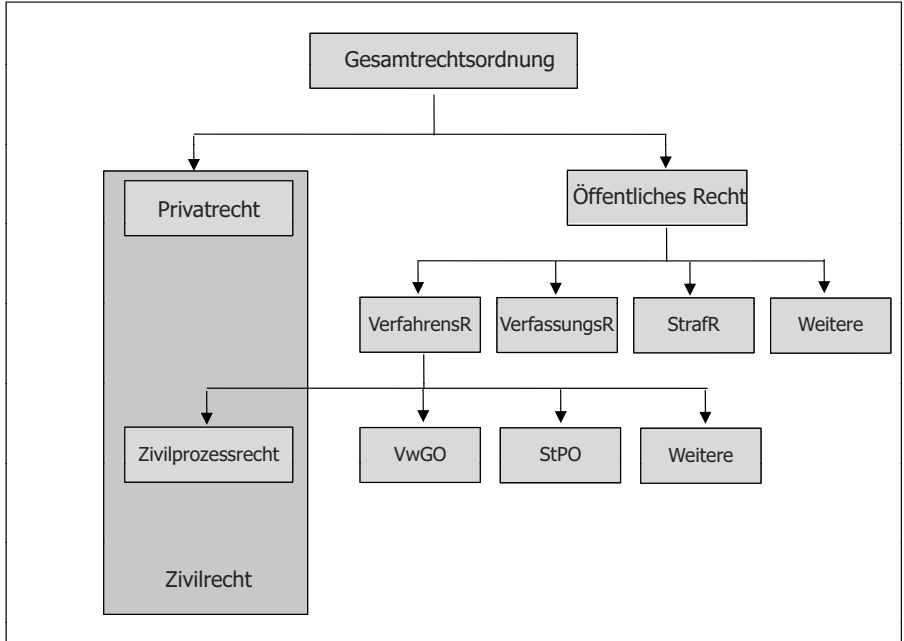 Gesamtrechtsordnung
Privatrecht
Öffentliches Recht
VerfahrensR
VerfassungsR
StrafR
Weitere
Zivilprozessrecht
VwGO
StPO
Weitere
Zivilrecht